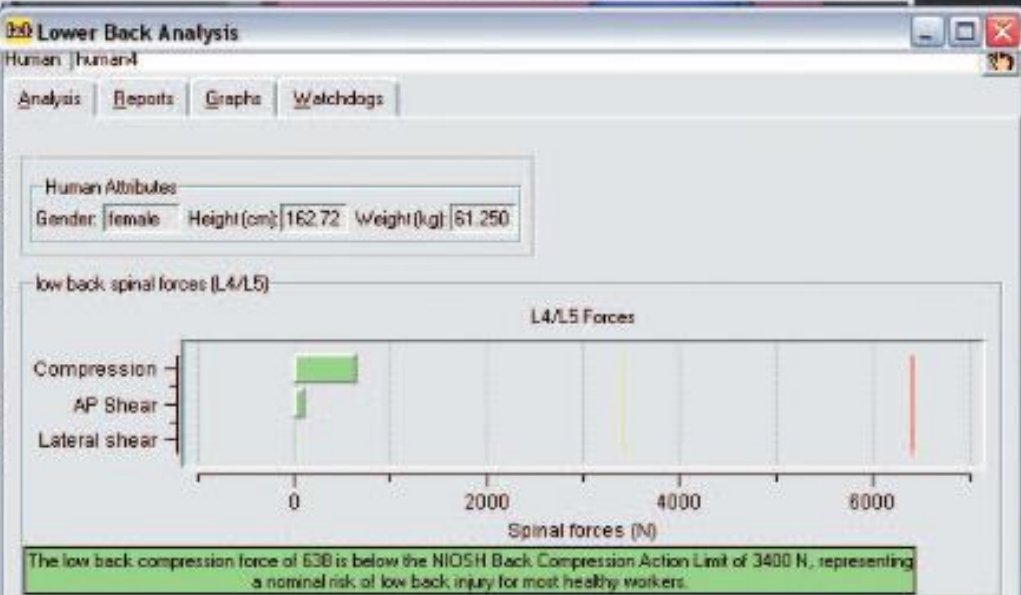 Lower Back Analysis
Human human4
Analysis Reports Graphs Watchdogs
Human Attributes
Gender: female Height(cm): 162.72 Weight(kg): 61.250
low back spinal forces (L4/L5)
L4/L5 Forces
Compression
AP Shear
Lateral shear
0 2000 4000 6000
Spinal forces (N)
The low back compression force of 638 is below the NIOSH Back Compression Action Limit of 3400 N, representing
a nominal risk of low back injury for most healthy workers.